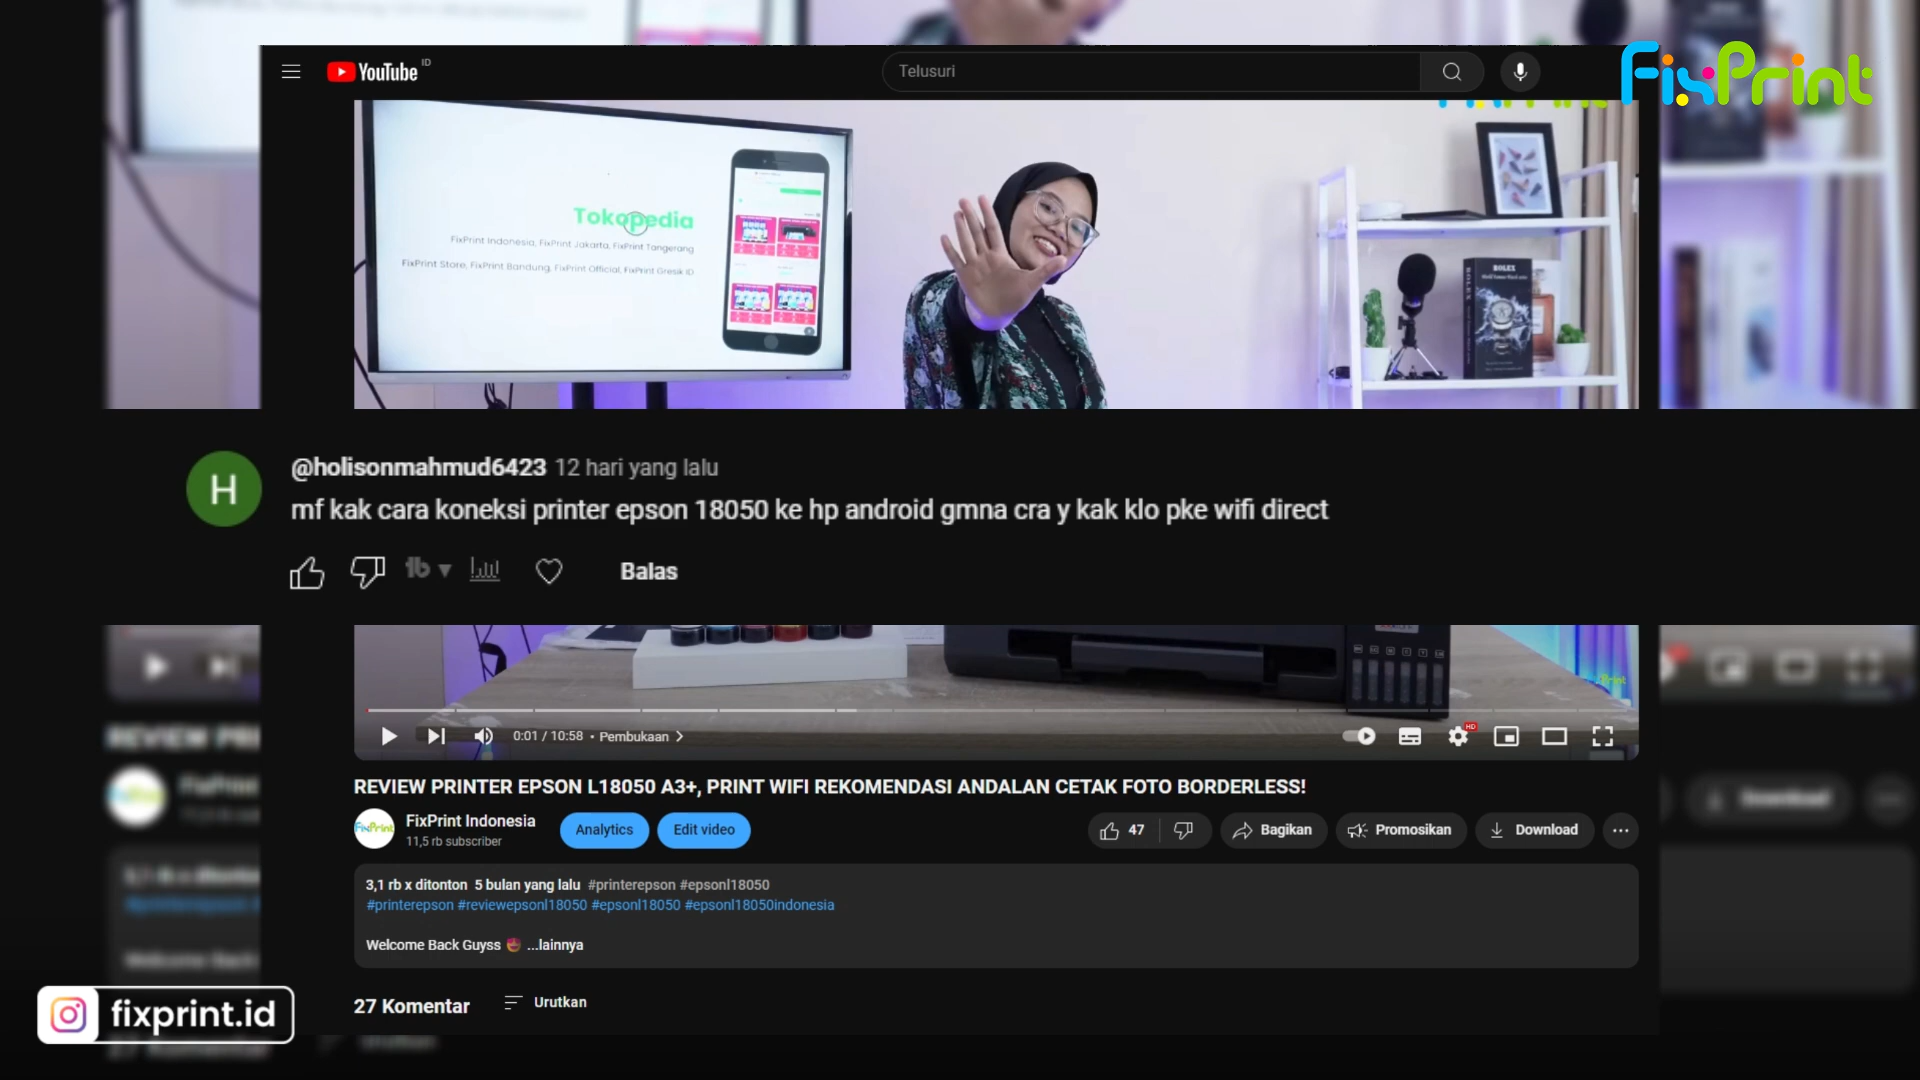 YouTube ID
Telusuri
FixPrint
Tokopedia
FixPrint Indonesia, FixPrint Jakarta, FixPrint Tangerang
FixPrint Store, FixPrint Bandung, FixPrint Official, FixPrint Gresik ID
ROLEX
H
@holisonmahmud6423 12 hari yang lalu
mf kak cara koneksi printer epson 18050 ke hp android gmna cra y kak klo pke wifi direct
Balas
0:01 / 10:58 • Pembukaan
HD
REVIEW PRINTER EPSON L18050 A3+, PRINT WIFI REKOMENDASI ANDALAN CETAK FOTO BORDERLESS!
FixPrint
FixPrint Indonesia
11,5 rb subscriber
Analytics
Edit video
47
Bagikan
Promosikan
Download
3,1 rb x ditonton 5 bulan yang lalu #printerepson #epsonl18050
#printerepson #reviewepsonl18050 #epsonl18050 #epsonl18050indonesia
Welcome Back Guyss 🤩 ...lainnya
27 Komentar
Urutkan
fixprint.id